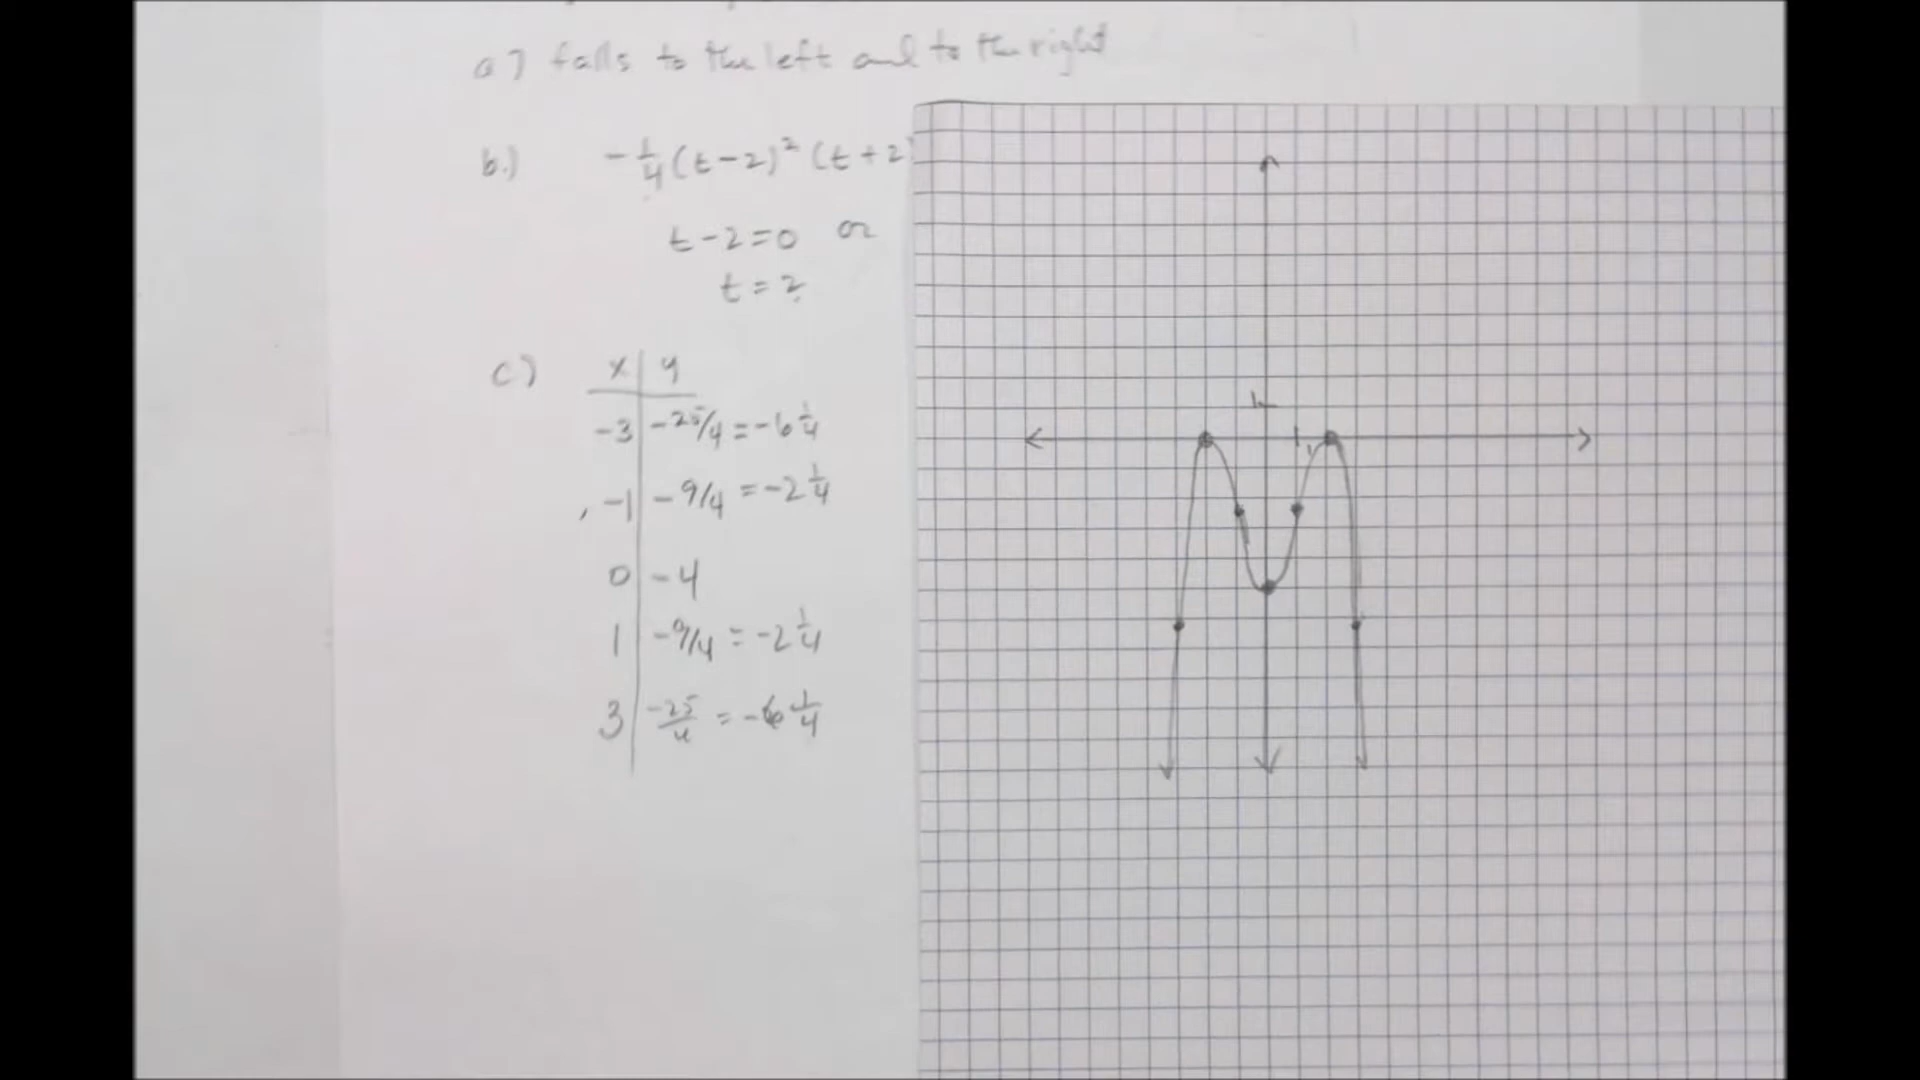 a) falls to the left and to the right
b.) -1/4 (t-2)² (t+2)
t-2=0 or
t=2
c) x | y
-3 | -25/4 = -6 1/4
-1 | -9/4 = -2 1/4
0 | -4
1 | -9/4 = -2 1/4
3 | -25/4 = -6 1/4
1